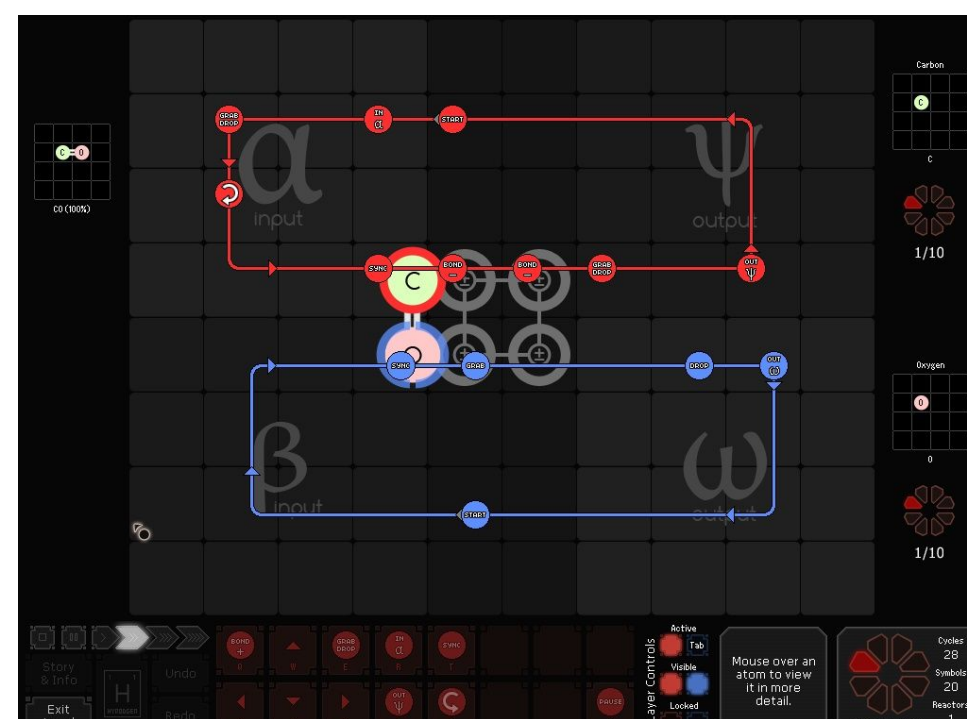 Carbon
C
GRAB
DROP
IN
α
START
α
input
ψ
output
C=O
CO (100%)
C
1/10
SYNC
C
BOND
-
BOND
-
GRAB
DROP
OUT
ψ
±
±
O
SYNC
GRAB
±
±
DROP
OUT
Oxygen
O
O
β
input
START
ω
output
1/10
Story
& Info
Undo
Exit
H
HYDROGEN
Redo
BOND
+
GRAB
DROP
IN
α
SYNC
R
W
E
T
OUT
ψ
PAUSE
Layer Controls
Active
Tab
Visible
Locked
Mouse over an
atom to view
it in more
detail.
Cycles
28
Symbols
20
Reactors
1